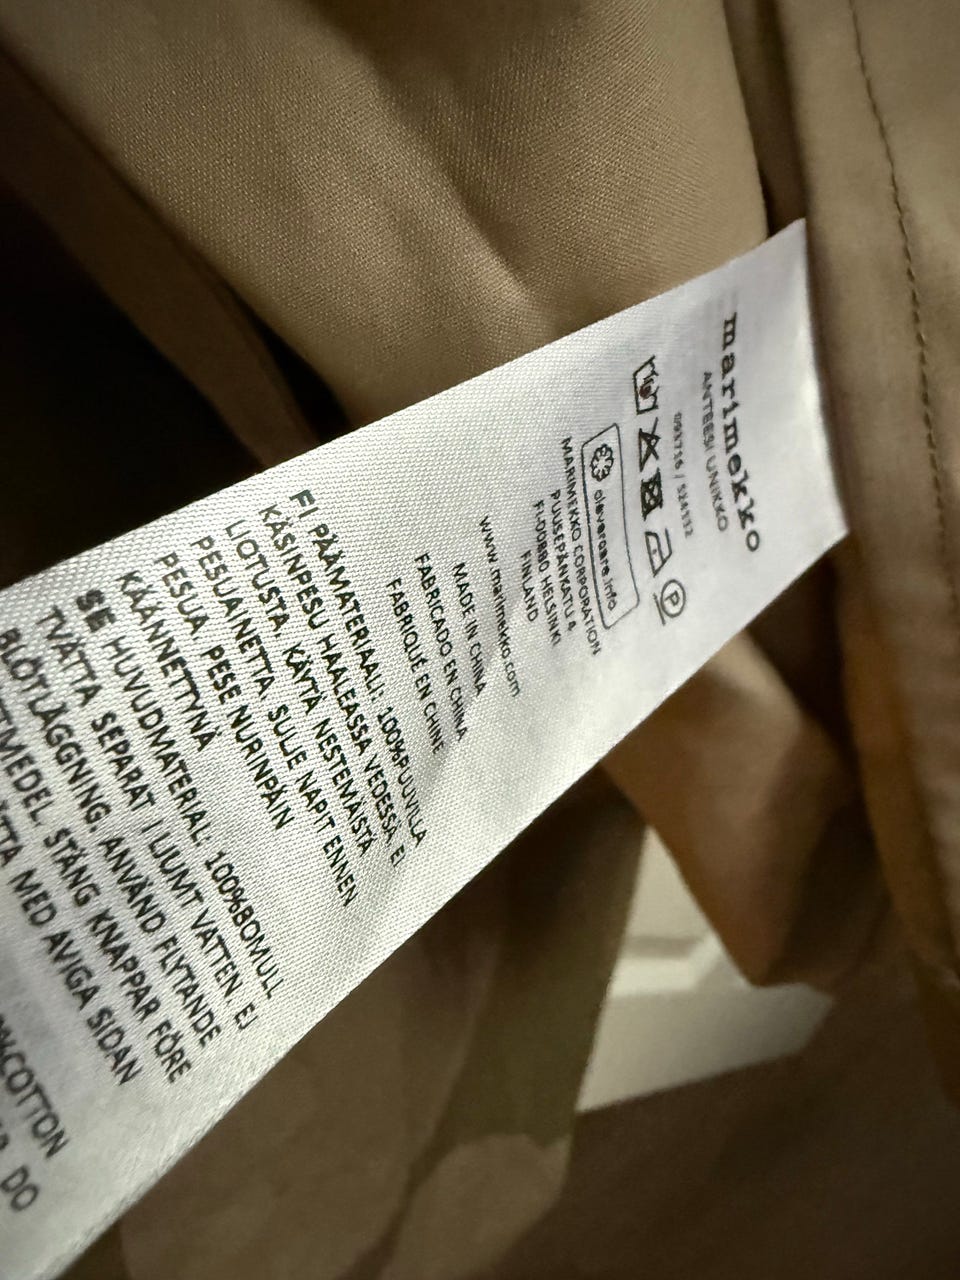 marimekko
ANTEESI UNIKKO
clevercare.info
MARIMEKKO CORPORATION
PUUSEPÄNKATU 4
FI-00880 HELSINKI
FINLAND
www.marimekko.com
MADE IN CHINA
FABRICADO EN CHINA
FABRIQUÉ EN CHINE
FI PÄÄMATERIAALI: 100%PUUVILLA
KÄSINPESU HAALEASSA VEDESSÄ. EI
LIOTUSTA. KÄYTÄ NESTEMÄISTÄ
PESUAINETTA. SULJE NAPIT ENNEN
PESUA. PESE NURINPÄIN
KÄÄNNETTYNÄ
SE HUVUDMATERIAL: 100%BOMULL
TVÄTTA SEPARAT I LJUMT VATTEN. EJ
BLÖTLÄGGNING. ANVÄND FLYTANDE
STÄNG KNAPPAR FÖRE
MED AVIGA SIDAN
COTTON
DO